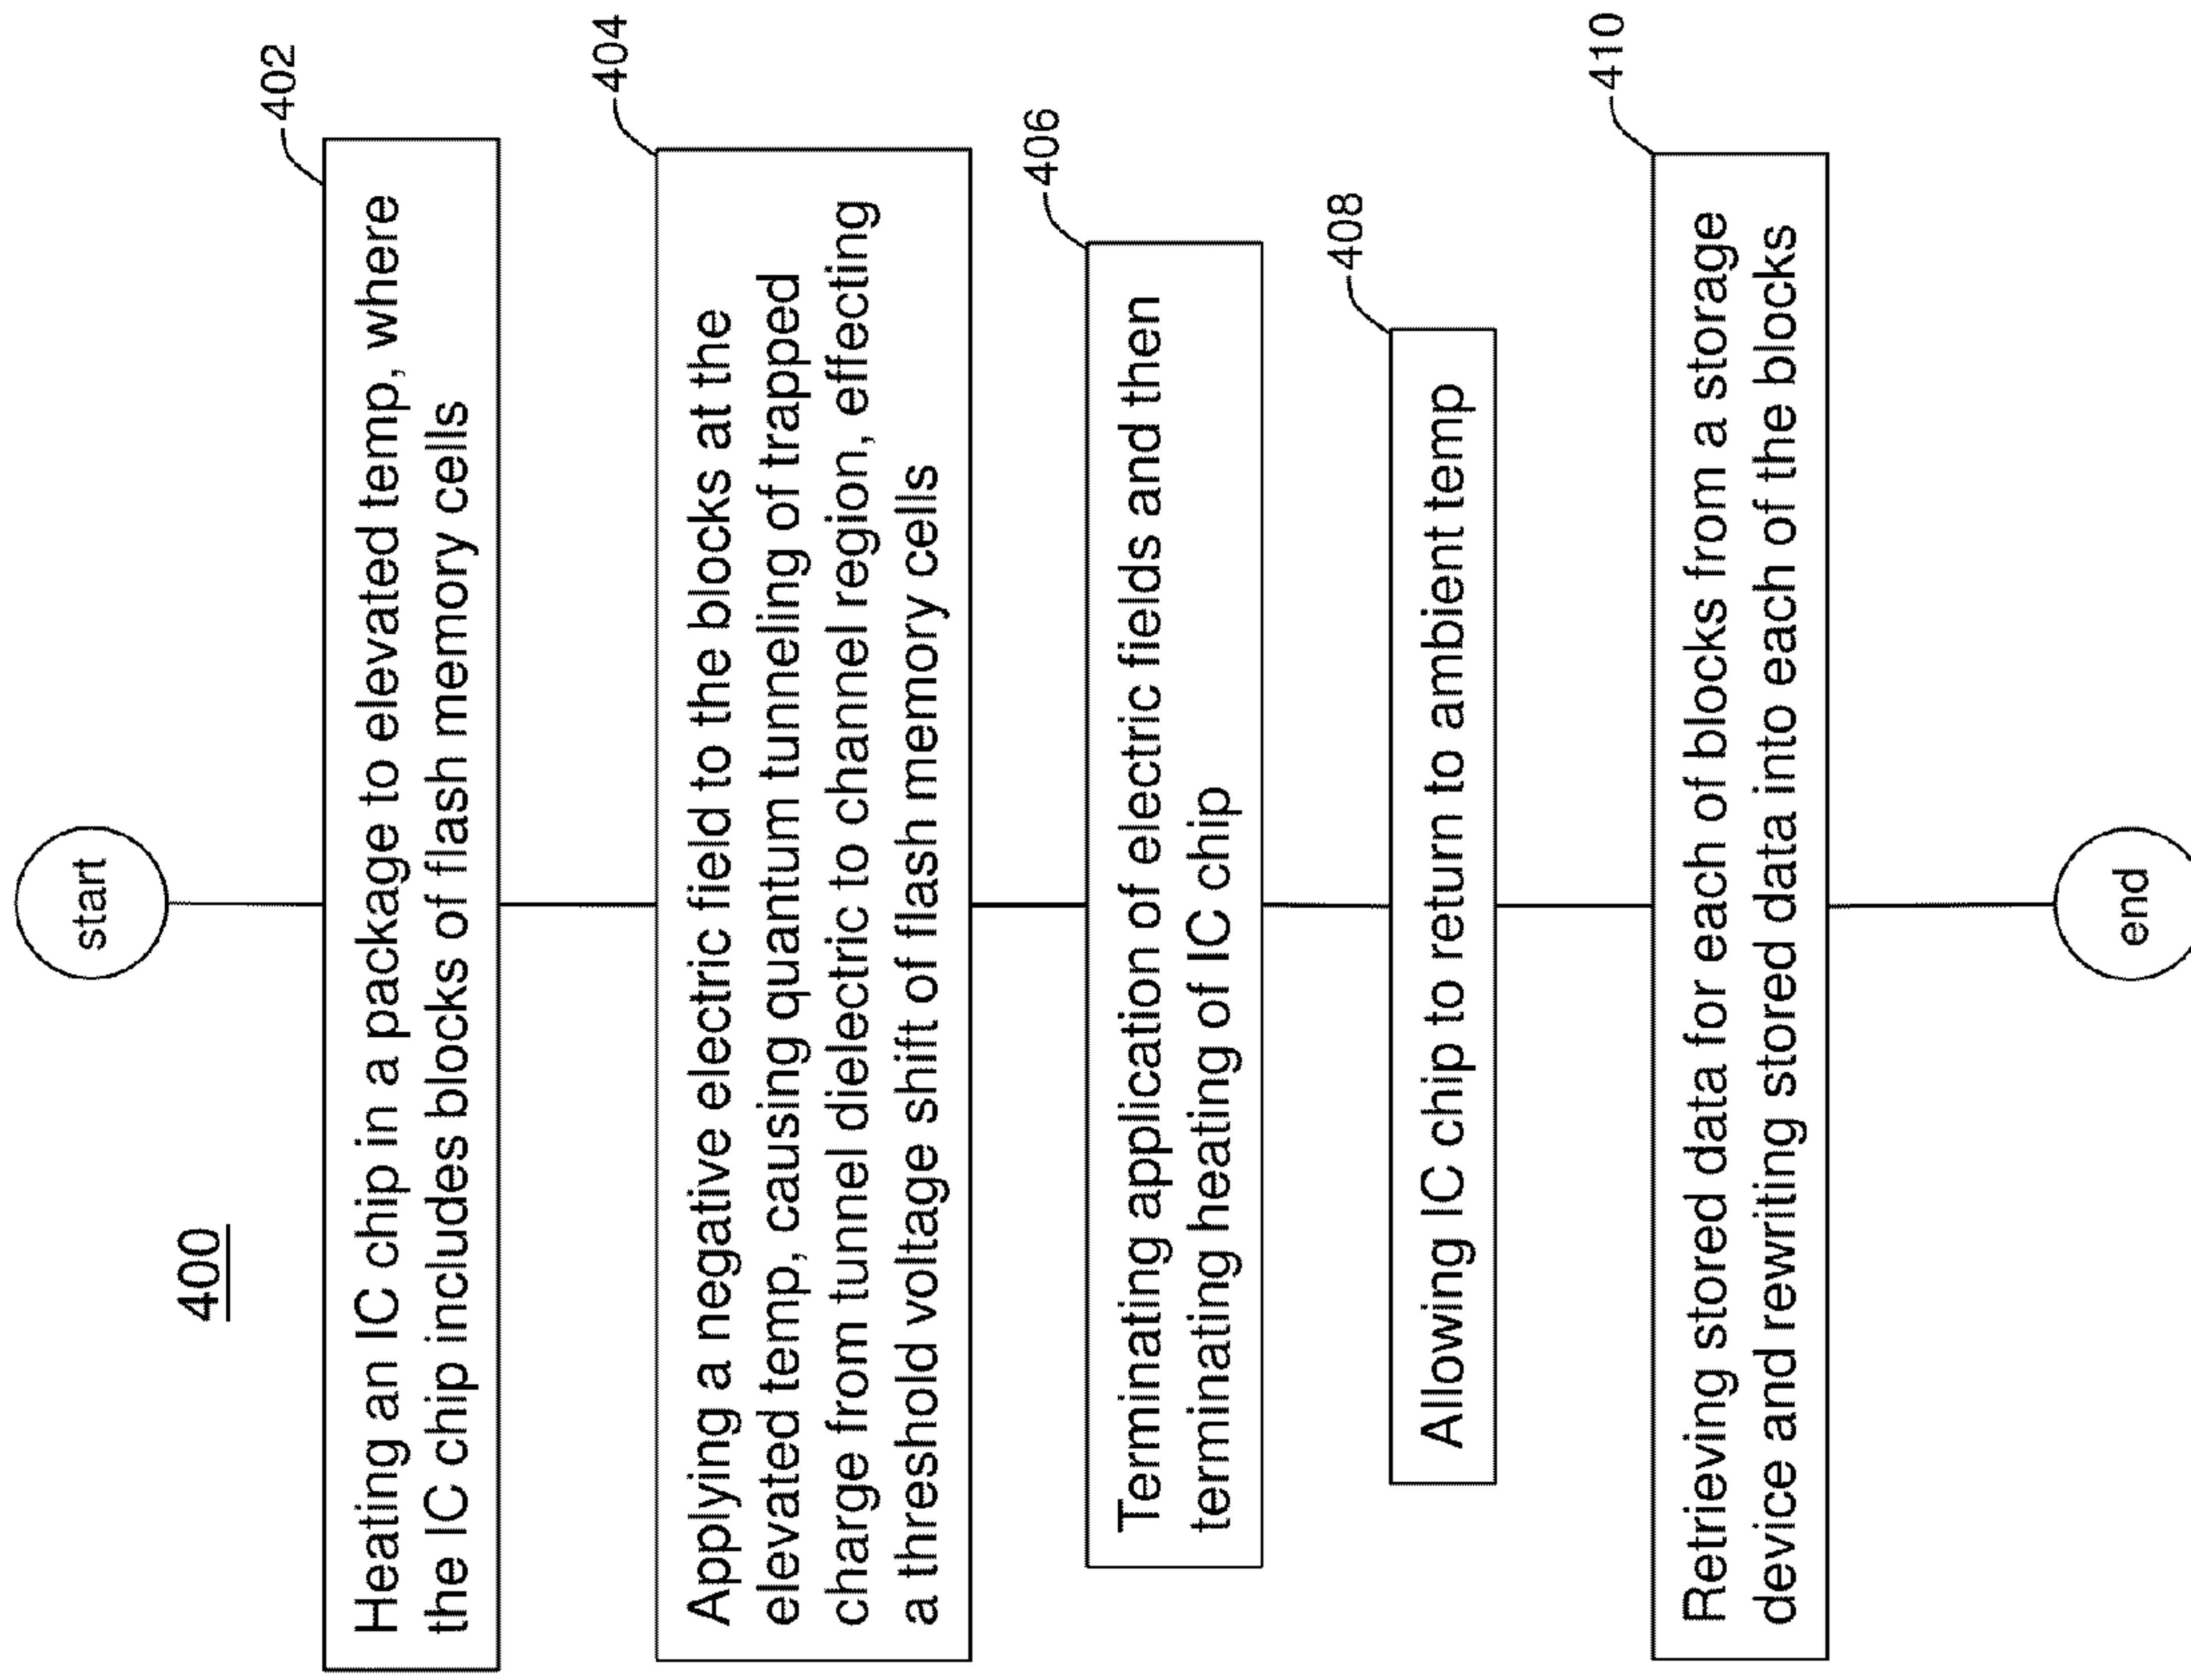 400
start
402
Heating an IC chip in a package to elevated temp, where
the IC chip includes blocks of flash memory cells
404
Applying a negative electric field to the blocks at the
elevated temp, causing quantum tunneling of trapped
charge from tunnel dielectric to channel region, effecting
a threshold voltage shift of flash memory cells
406
Terminating application of electric fields and then
terminating heating of IC chip
408
Allowing IC chip to return to ambient temp
410
Retrieving stored data for each of blocks from a storage
device and rewriting stored data into each of the blocks
end